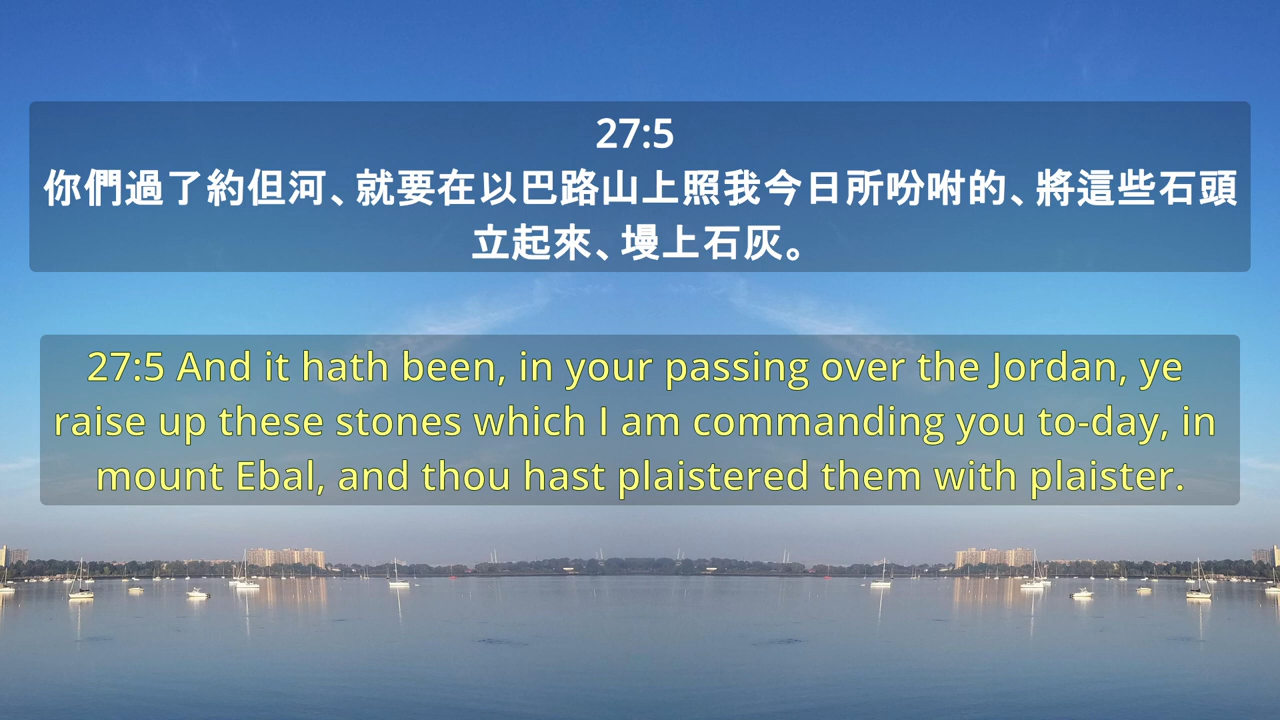 27:5
你們過了約但河、就要在以巴路山上照我今日所吩咐的、將這些石頭
立起來、墁上石灰。
27:5 And it hath been, in your passing over the Jordan, ye
raise up these stones which I am commanding you to-day, in
mount Ebal, and thou hast plaistered them with plaister.